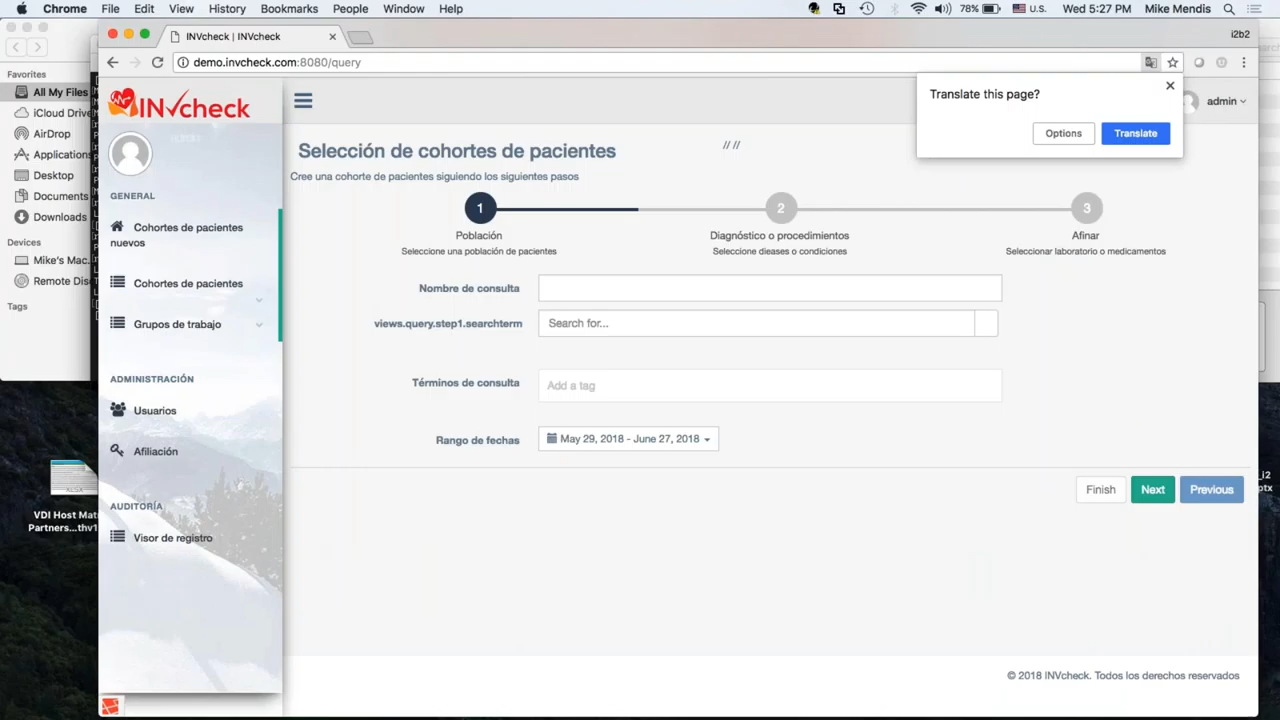 Chrome File Edit View History Bookmarks People Window Help
78% U.S. Wed 5:27 PM Mike Mendis
INVcheck | INVcheck
i2b2
demo.invcheck.com:8080/query
Favorites
All My Files
iCloud Drive
AirDrop
Applications
Desktop
Documents
Downloads
Devices
Mike's Mac
Remote Dis
Tags
VDI Host Mat
Partners...thv1
INVcheck
GENERAL
Cohortes de pacientes
nuevos
Cohortes de pacientes
Grupos de trabajo
ADMINISTRACIÓN
Usuarios
Afiliación
AUDITORÍA
Visor de registro
Translate this page?
Options Translate
admin
Selección de cohortes de pacientes
// //
Cree una cohorte de pacientes siguiendo los siguientes pasos
1 2 3
Población Diagnóstico o procedimientos Afinar
Seleccione una población de pacientes Seleccione dieases o condiciones Seleccionar laboratorio o medicamentos
Nombre de consulta
views.query.step1.searchterm Search for...
Términos de consulta Add a tag
Rango de fechas May 29, 2018 - June 27, 2018
Finish Next Previous
_i2
ptx
© 2018 iNVcheck. Todos los derechos reservados